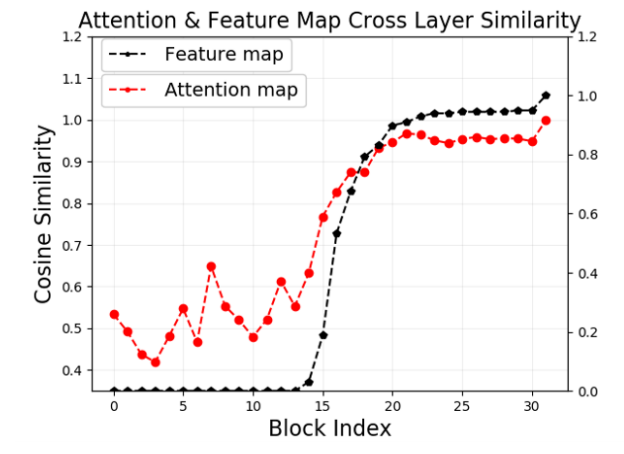 Attention & Feature Map Cross Layer Similarity
1.2
1.1
1.0
0.9
0.8
0.7
0.6
0.5
0.4
Cosine Similarity
Feature map
Attention map
1.2
1.0
0.8
0.6
0.4
0.2
0.0
0 5 10 15 20 25 30
Block Index